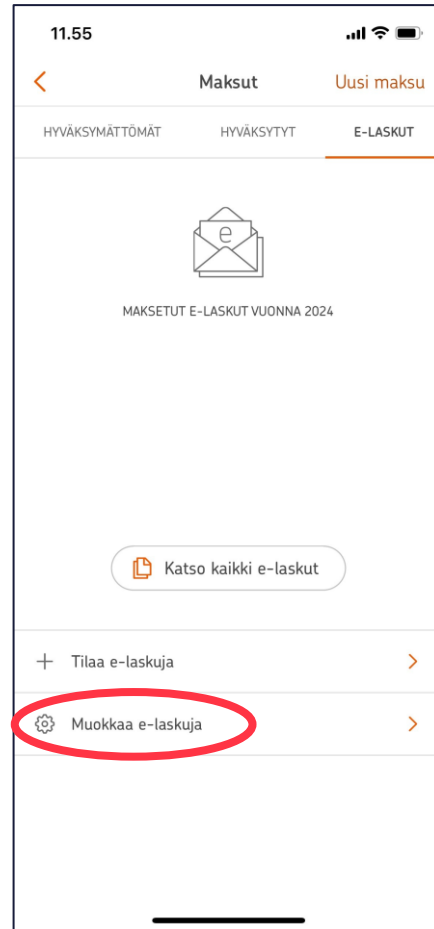 11.55
Maksut
Uusi maksu
HYVÄKSYMÄTTÖMÄT
HYVÄKSYTYT
E-LASKUT
e
MAKSETUT E-LASKUT VUONNA 2024
Katso kaikki e-laskut
Tilaa e-laskuja
Muokkaa e-laskuja